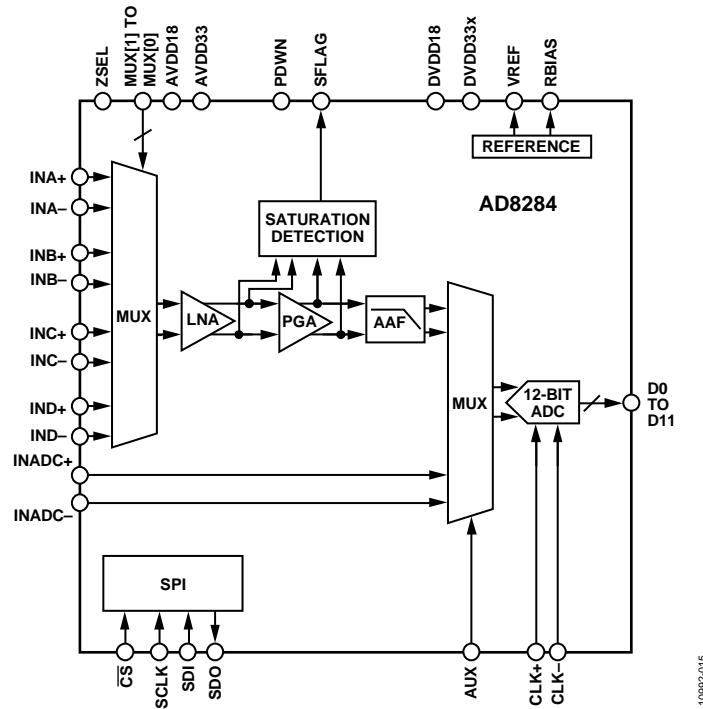 ZSEL
MUX[1] TO
MUX[0]
AVDD18
AVDD33
PDWN
SFLAG
DVDD18
DVDD33x
VREF
RBIAS
REFERENCE
INA+
INA–
INB+
INB–
INC+
INC–
IND+
IND–
INADC+
INADC–
SATURATION
DETECTION
AD8284
MUX
LNA
PGA
AAF
MUX
12-BIT
ADC
D0
TO
D11
SPI
CS
SCLK
SDI
SDO
AUX
CLK+
CLK–
10992-015